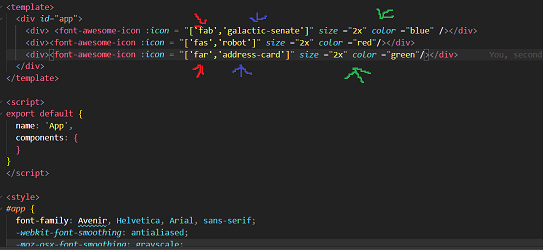 <template>
<div id="app">
<div> <font-awesome-icon :icon = "['fab','galactic-senate']" size ="2x" color ="blue" /></div>
<div><font-awesome-icon :icon = "['fas','robot']" size ="2x" color ="red"/></div>
<div><font-awesome-icon :icon = "['far','address-card']" size ="2x" color ="green"/></div> You, second
</div>
</template>
<script>
export default {
name: 'App',
components: {
}
}
</script>
<style>
#app {
font-family: Avenir, Helvetica, Arial, sans-serif;
-webkit-font-smoothing: antialiased;
-moz-osx-font-smoothing: grayscale;